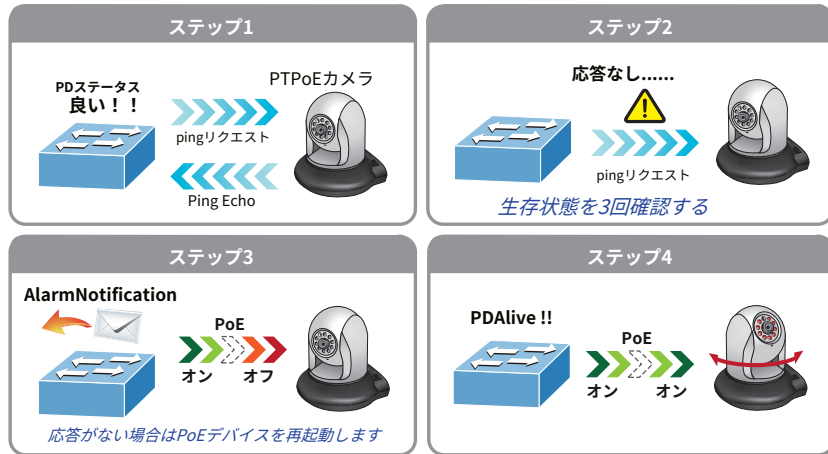 ステップ1
PDステータス
良い！！
PTPoEカメラ
pingリクエスト
Ping Echo
ステップ2
応答なし......
pingリクエスト
生存状態を3回確認する
ステップ3
AlarmNotification
PoE
オン オフ
応答がない場合はPoEデバイスを再起動します
ステップ4
PDAlive !!
PoE
オン オン